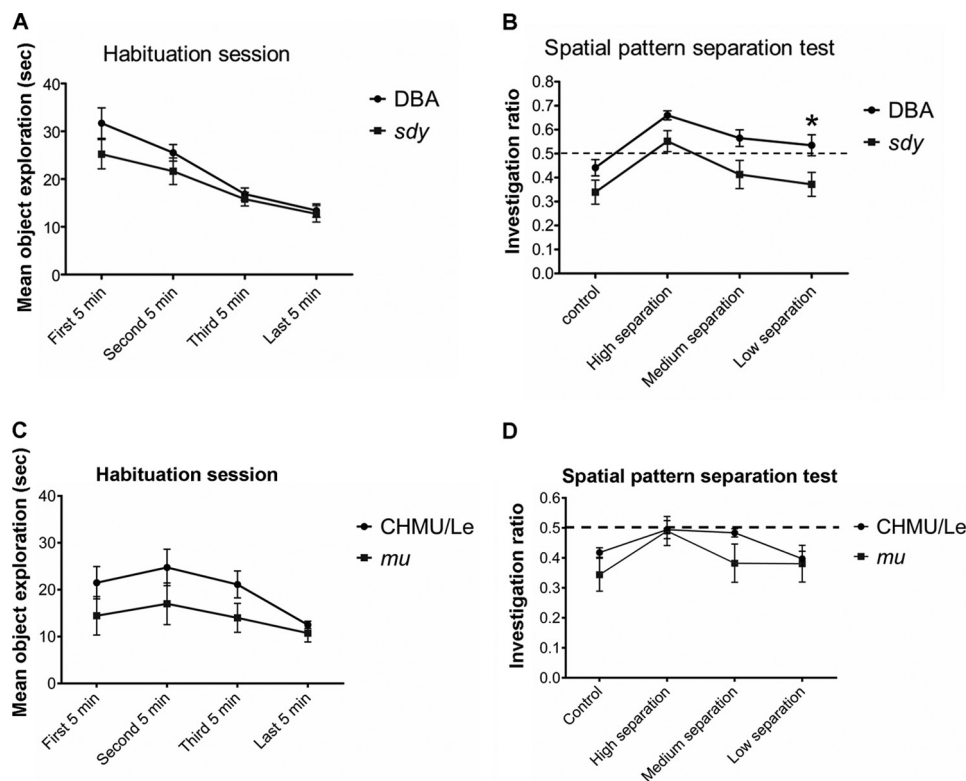 A
Habituation session
Mean object exploration (sec)
40
30
20
10
0
First 5 min
Second 5 min
Third 5 min
Last 5 min
DBA
sdy
B
Spatial pattern separation test
Investigation ratio
0.8
0.7
0.6
0.5
0.4
0.3
0.2
0.1
0.0
control
High separation
Medium separation
Low separation
*
DBA
sdy
C
Habituation session
Mean object exploration (sec)
40
30
20
10
0
First 5 min
Second 5 min
Third 5 min
Last 5 min
CHMU/Le
mu
D
Spatial pattern separation test
Investigation ratio
0.6
0.5
0.4
0.3
0.2
0.1
0.0
Control
High separation
Medium separation
Low separation
CHMU/Le
mu